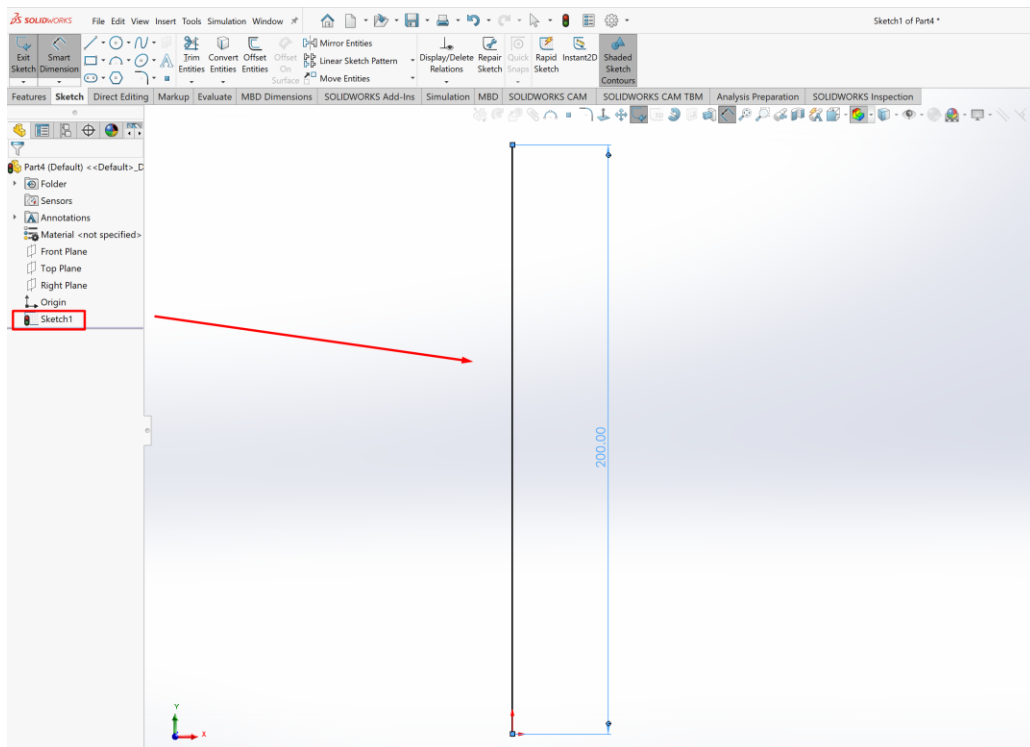 SOLIDWORKS File Edit View Insert Tools Simulation Window Sketch1 of Part4 *
Exit Sketch
Smart Dimension
Trim Entities
Convert Entities
Offset Entities
Offset On Surface
Mirror Entities
Linear Sketch Pattern
Move Entities
Display/Delete Relations
Repair Sketch
Quick Snaps
Rapid Sketch
Instant2D
Shaded Sketch Contours
Features Sketch Direct Editing Markup Evaluate MBD Dimensions SOLIDWORKS Add-Ins Simulation MBD SOLIDWORKS CAM SOLIDWORKS CAM TBM Analysis Preparation SOLIDWORKS Inspection
Part4 (Default) <<Default>_D
Folder
Sensors
Annotations
Material <not specified>
Front Plane
Top Plane
Right Plane
Origin
Sketch1
200.00
Y
X